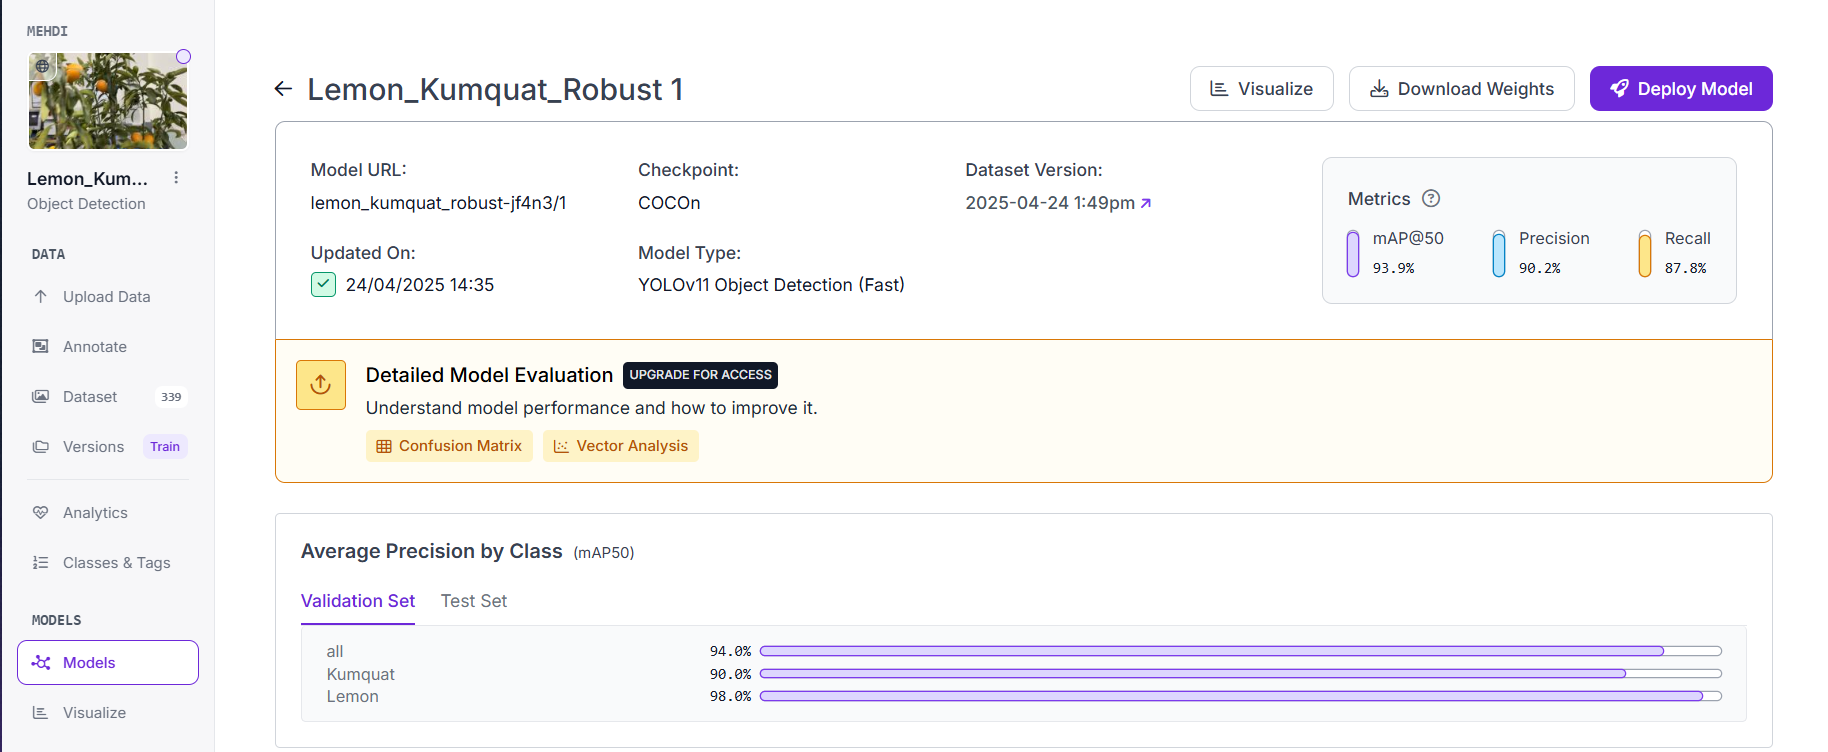 MEHDI
Lemon_Kum...
Object Detection
DATA
Upload Data
Annotate
Dataset 339
Versions Train
Analytics
Classes & Tags
MODELS
Models
Visualize
Lemon_Kumquat_Robust 1
Visualize
Download Weights
Deploy Model
Model URL:
lemon_kumquat_robust-jf4n3/1
Checkpoint:
COCOn
Dataset Version:
2025-04-24 1:49pm
Updated On:
24/04/2025 14:35
Model Type:
YOLOv11 Object Detection (Fast)
Metrics ?
mAP@50
93.9%
Precision
90.2%
Recall
87.8%
Detailed Model Evaluation UPGRADE FOR ACCESS
Understand model performance and how to improve it.
Confusion Matrix
Vector Analysis
Average Precision by Class (mAP50)
Validation Set Test Set
all 94.0%
Kumquat 90.0%
Lemon 98.0%